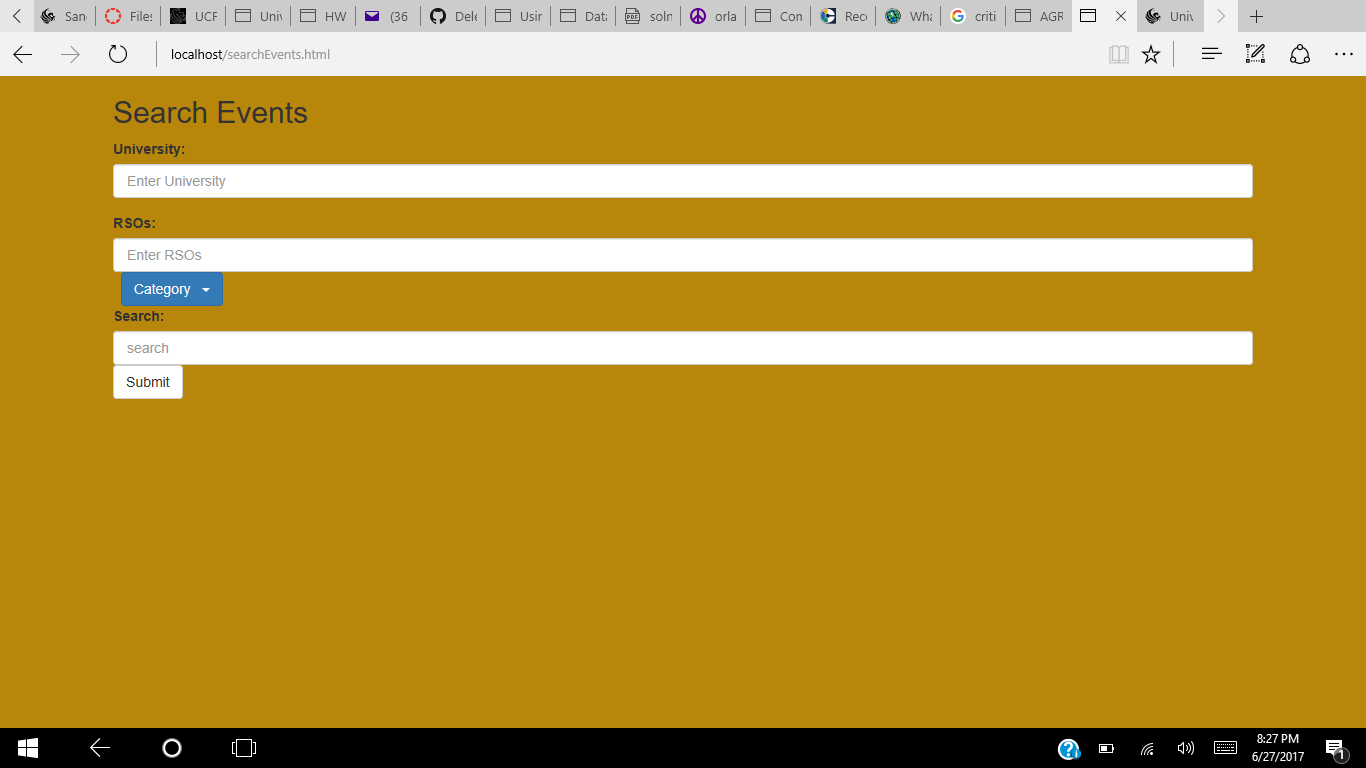 San
Files
UCF
Univ
HW
(36
Dele
Usin
Data
soln
orla
Con
Reco
Wha
criti
AGR
Univ
localhost/searchEvents.html
Search Events
University:
Enter University
RSOs:
Enter RSOs
Category
Search:
search
Submit
8:27 PM
6/27/2017
1